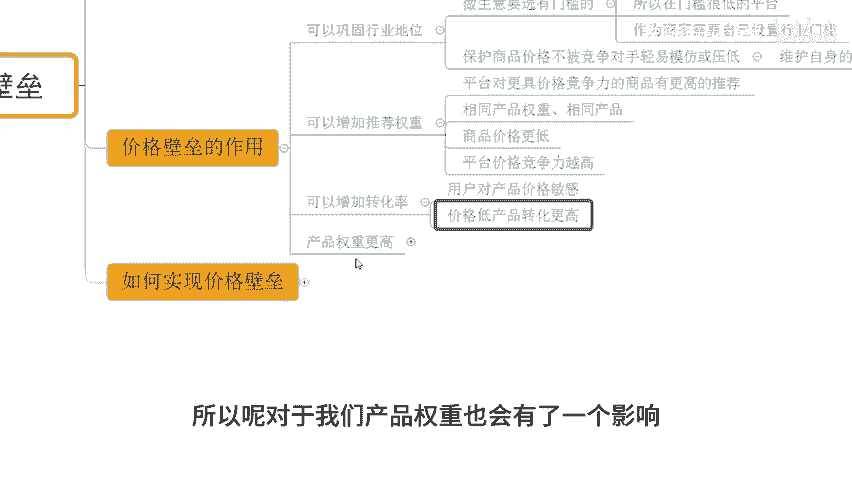 做生意要选有门槛的
所以在门槛很低的平台
可以巩固行业地位
作为商家需要自己设置行业门槛
保护商品价格不被竞争对手轻易模仿或压低
维护自身的
壁垒
平台对更具价格竞争力的商品有更高的推荐
相同产品权重、相同产品
可以增加推荐权重
商品价格更低
价格壁垒的作用
平台价格竞争力越高
用户对产品价格敏感
可以增加转化率
价格低产品转化更高
产品权重更高
如何实现价格壁垒
所以呢对于我们产品权重也会有了一个影响